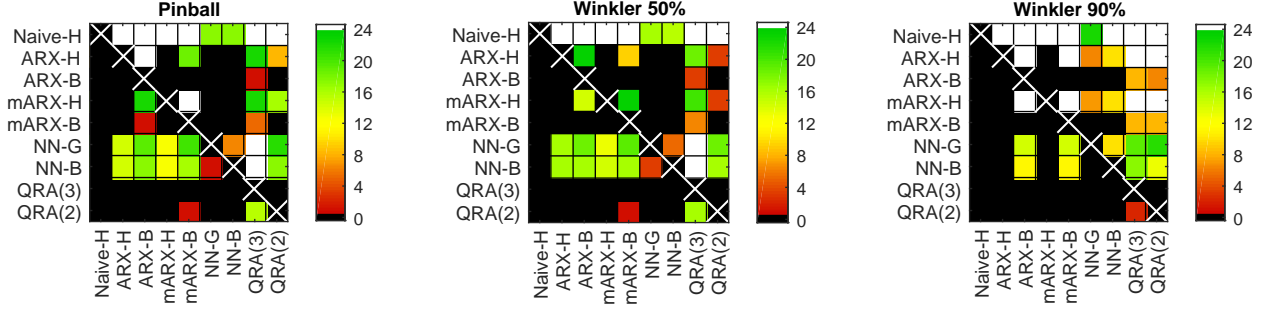 Pinball
Naive-H
ARX-H
ARX-B
mARX-H
mARX-B
NN-G
NN-B
QRA(3)
QRA(2)
Naive-H
ARX-H
ARX-B
mARX-H
mARX-B
NN-G
NN-B
QRA(3)
QRA(2)
24
20
16
12
8
4
0
Winkler 50%
Naive-H
ARX-H
ARX-B
mARX-H
mARX-B
NN-G
NN-B
QRA(3)
QRA(2)
Naive-H
ARX-H
ARX-B
mARX-H
mARX-B
NN-G
NN-B
QRA(3)
QRA(2)
24
20
16
12
8
4
0
Winkler 90%
Naive-H
ARX-H
ARX-B
mARX-H
mARX-B
NN-G
NN-B
QRA(3)
QRA(2)
Naive-H
ARX-H
ARX-B
mARX-H
mARX-B
NN-G
NN-B
QRA(3)
QRA(2)
24
20
16
12
8
4
0